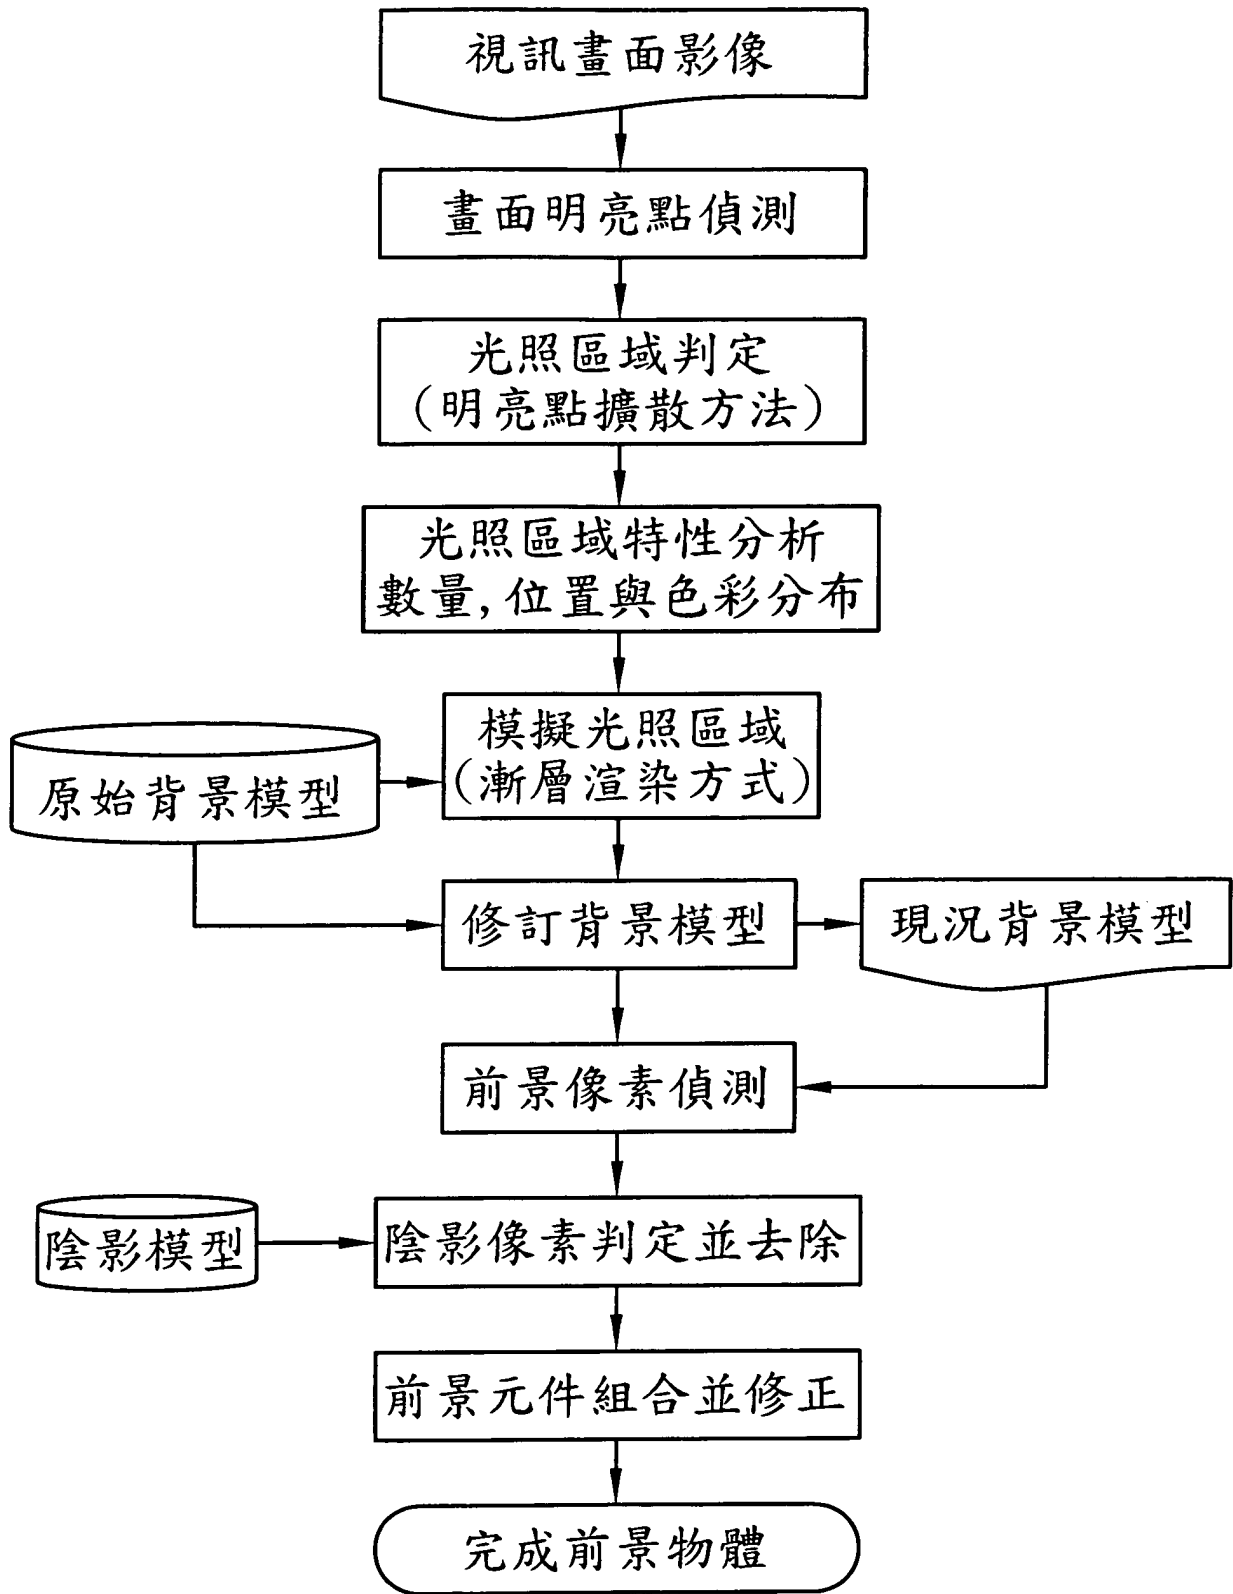 視訊畫面影像
畫面明亮點偵測
光照區域判定
(明亮點擴散方法)
光照區域特性分析
數量,位置與色彩分布
模擬光照區域
(漸層渲染方式)
原始背景模型
修訂背景模型
現況背景模型
前景像素偵測
陰影模型
陰影像素判定並去除
前景元件組合並修正
完成前景物體